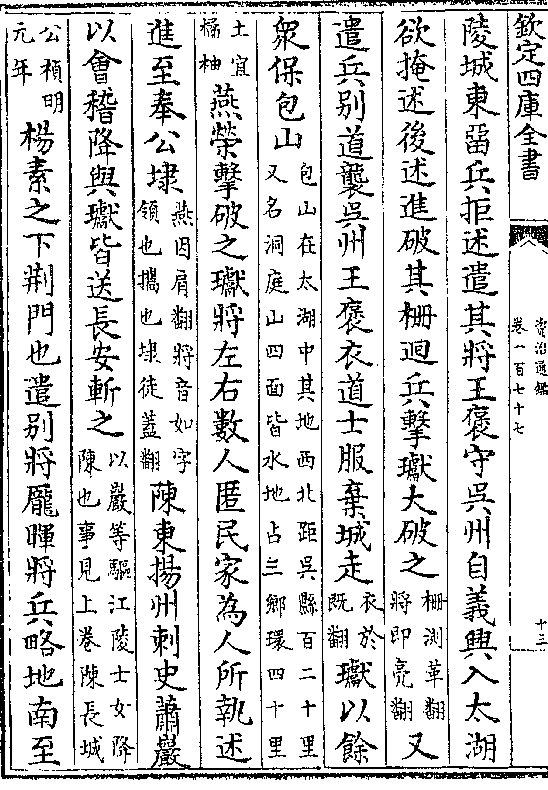 欽定四庫全書
資治通鑑
卷一百七十七
十三
陵城東留兵拒述遣其將王褒守吳州自義興入太湖
欲掩述後述進破其柵迴兵擊瓛大破之柵測革翻將即亮翻又
遣兵别道襲吳州王褒衣道士服棄城走衣於既翻瓛以餘
衆保包山包山在太湖中其地西北距吳縣百二十里又名洞庭山四面皆水地占三鄉環四十里
土宜橘柚燕榮擊破之瓛將左右數人匿民家為人所執述
進至奉公埭燕因肩翻將音如字領也攜也埭徒蓋翻陳東揚州刺史蕭巖
以會稽降與瓛皆送長安斬之以巖等驅江陵士女降陳也事見上卷陳長城
公禎明元年楊素之下荆門也遣别將龎暉將兵略地南至